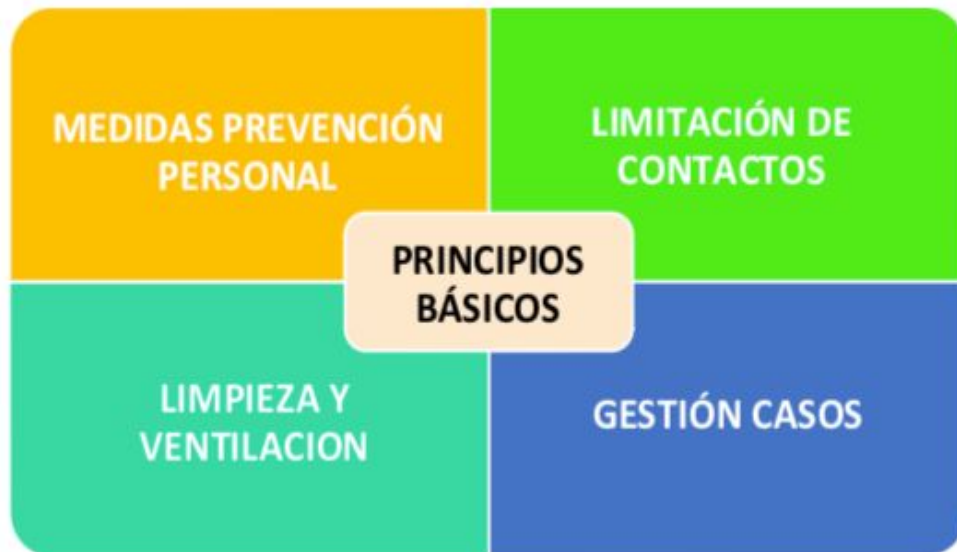 MEDIDAS PREVENCIÓN
PERSONAL
LIMITACIÓN DE
CONTACTOS
PRINCIPIOS
BÁSICOS
LIMPIEZA Y
VENTILACION
GESTIÓN CASOS